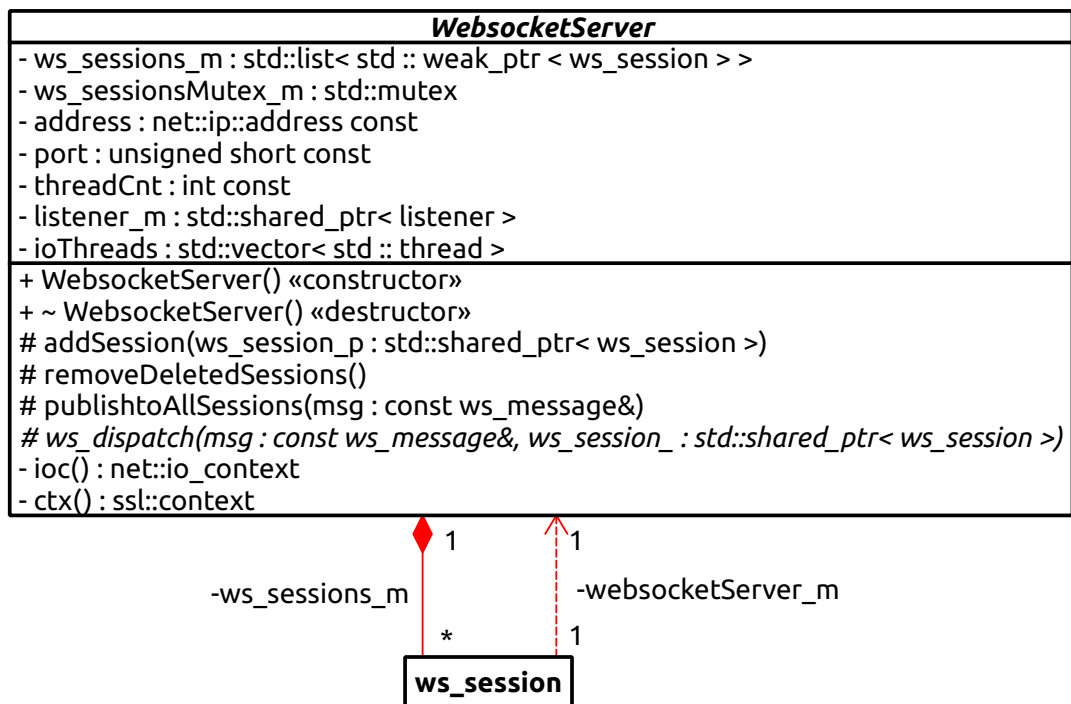 WebsocketServer
- ws_sessions_m : std::list< std :: weak_ptr < ws_session > >
- ws_sessionsMutex_m : std::mutex
- address : net::ip::address const
- port : unsigned short const
- threadCnt : int const
- listener_m : std::shared_ptr< listener >
- ioThreads : std::vector< std :: thread >
+ WebsocketServer() «constructor»
+ ~ WebsocketServer() «destructor»
# addSession(ws_session_p : std::shared_ptr< ws_session >)
# removeDeletedSessions()
# publishtoAllSessions(msg : const ws_message&)
# ws_dispatch(msg : const ws_message&, ws_session_ : std::shared_ptr< ws_session >)
- ioc() : net::io_context
- ctx() : ssl::context
1 1
-ws_sessions_m -websocketServer_m
* 1
ws_session